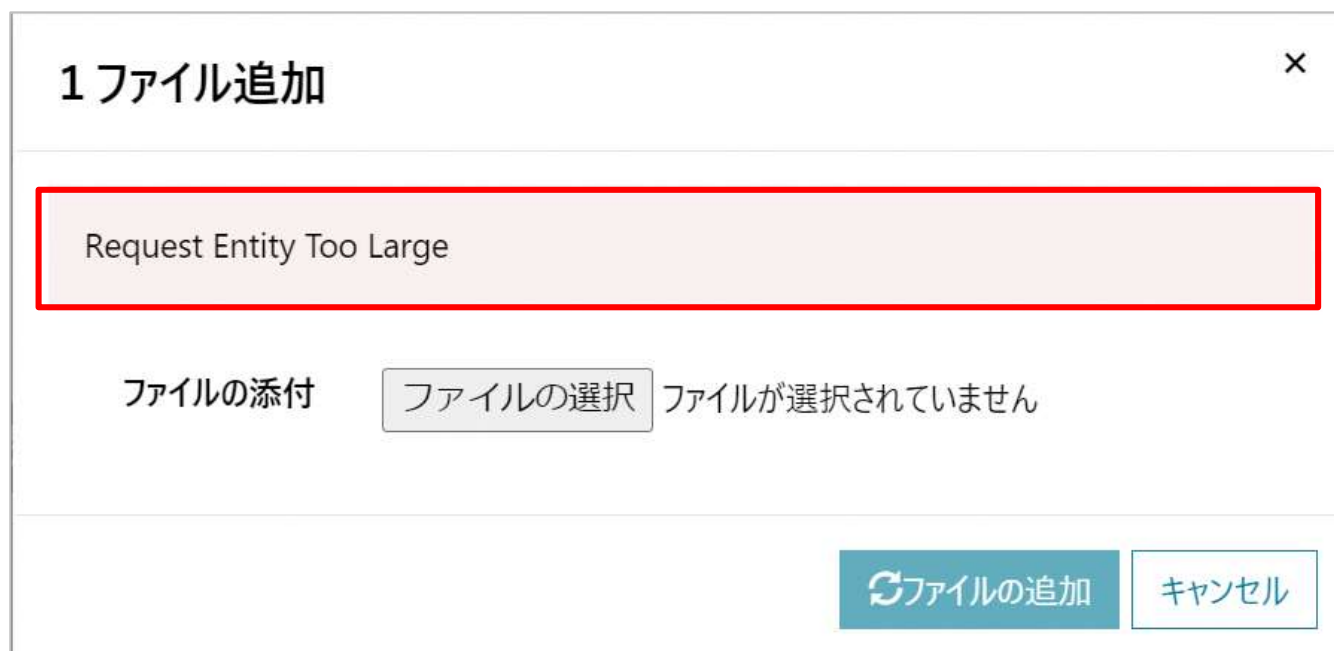 1 ファイル追加
×
Request Entity Too Large
ファイルの添付 ファイルの選択 ファイルが選択されていません
ファイルの追加 キャンセル